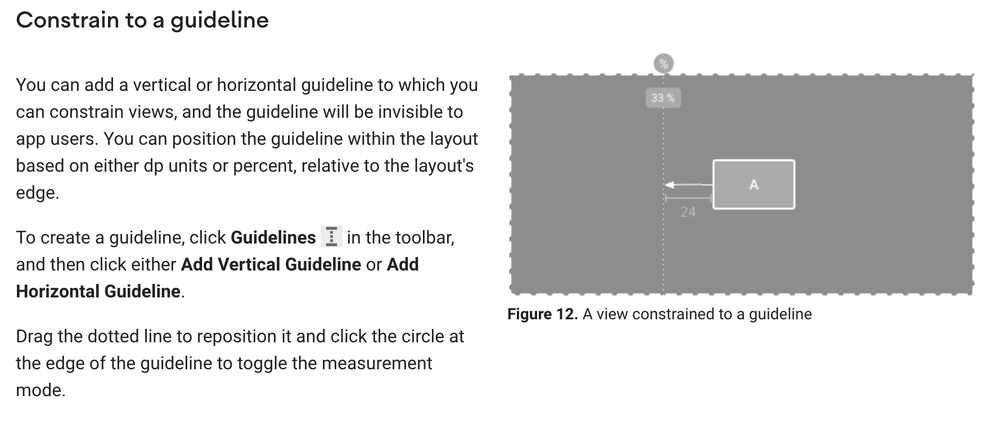 Constrain to a guideline
You can add a vertical or horizontal guideline to which you
can constrain views, and the guideline will be invisible to
app users. You can position the guideline within the layout
based on either dp units or percent, relative to the layout's
edge.
To create a guideline, click Guidelines in the toolbar,
and then click either Add Vertical Guideline or Add
Horizontal Guideline.
Drag the dotted line to reposition it and click the circle at
the edge of the guideline to toggle the measurement
mode.
%
33 %
A
24
Figure 12. A view constrained to a guideline